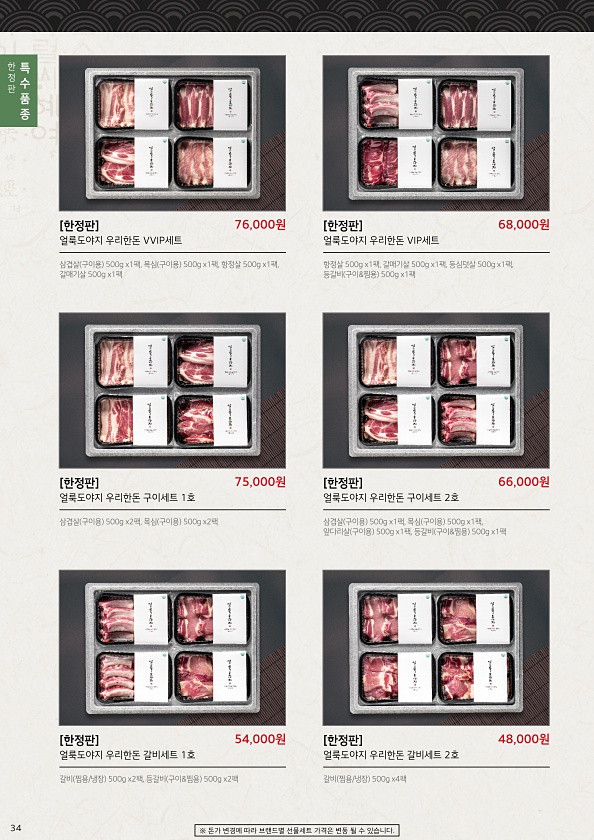 특수품종
한정판
[한정판] 76,000원
얼룩도야지 우리한돈 VVIP세트
삼겹살(구이용) 500g x1팩, 목심(구이용) 500g x1팩, 항정살 500g x1팩,
갈매기살 500g x1팩
[한정판] 68,000원
얼룩도야지 우리한돈 VIP세트
항정살 500g x1팩, 갈매기살 500g x1팩, 등심덧살 500g x1팩,
등갈비(구이&찜용) 500g x1팩
[한정판] 75,000원
얼룩도야지 우리한돈 구이세트 1호
삼겹살(구이용) 500g x2팩, 목심(구이용) 500g x2팩
[한정판] 66,000원
얼룩도야지 우리한돈 구이세트 2호
삼겹살(구이용) 500g x1팩, 목심(구이용) 500g x1팩,
앞다리살(구이용) 500g x1팩, 등갈비(구이&찜용) 500g x1팩
[한정판] 54,000원
얼룩도야지 우리한돈 갈비세트 1호
갈비(찜용/냉장) 500g x2팩, 등갈비(구이&찜용) 500g x2팩
[한정판] 48,000원
얼룩도야지 우리한돈 갈비세트 2호
갈비(찜용/냉장) 500g x4팩
34
※ 돈가 변경에 따라 브랜드별 선물세트 가격은 변동 될 수 있습니다.